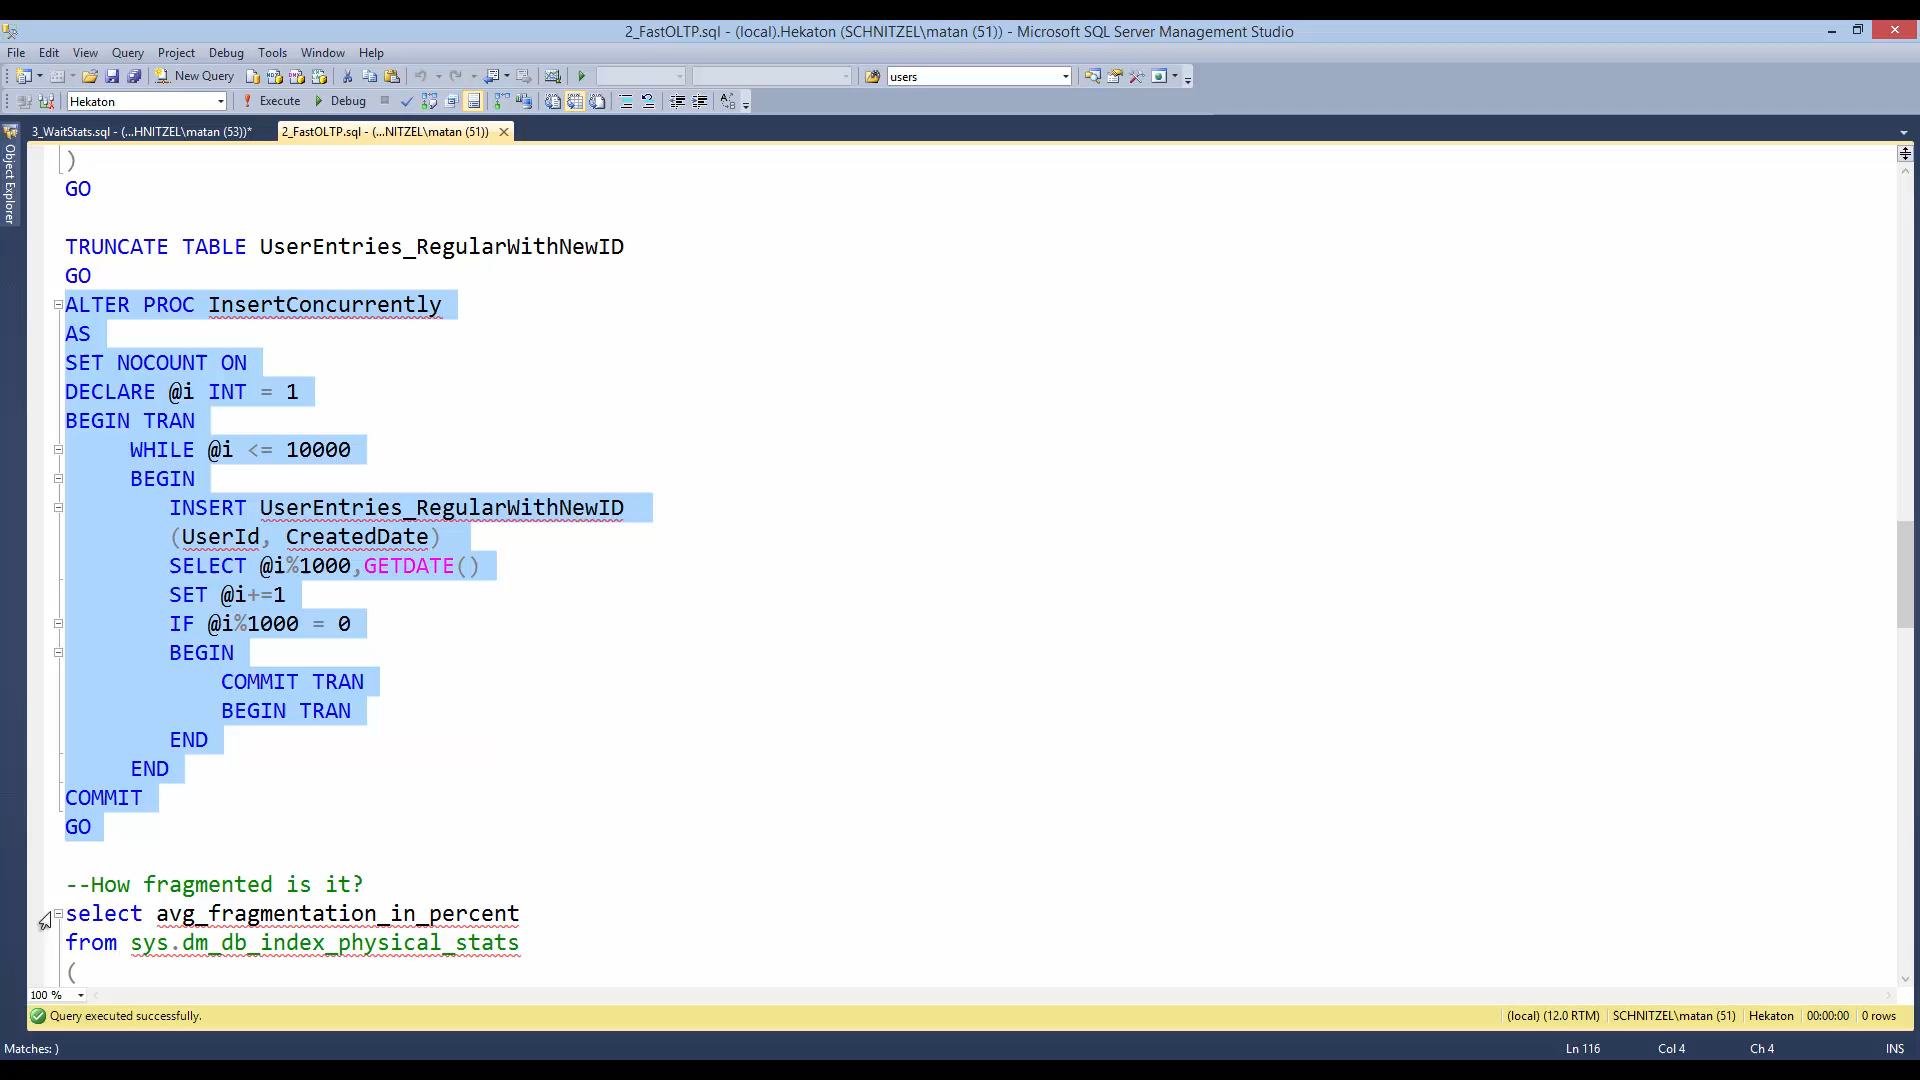 2_FastOLTP.sql - (local).Hekaton (SCHNITZEL\matan (51)) - Microsoft SQL Server Management Studio
File Edit View Query Project Debug Tools Window Help
New Query users
Hekaton Execute Debug
3_WaitStats.sql - (...HNITZEL\matan (53))* 2_FastOLTP.sql - (...NITZEL\matan (51))
Object Explorer
)
GO
TRUNCATE TABLE UserEntries_RegularWithNewID
GO
ALTER PROC InsertConcurrently
AS
SET NOCOUNT ON
DECLARE @i INT = 1
BEGIN TRAN
WHILE @i <= 10000
BEGIN
INSERT UserEntries_RegularWithNewID
(UserId, CreatedDate)
SELECT @i%1000,GETDATE()
SET @i+=1
IF @i%1000 = 0
BEGIN
COMMIT TRAN
BEGIN TRAN
END
END
COMMIT
GO
--How fragmented is it?
select avg_fragmentation_in_percent
from sys.dm_db_index_physical_stats
(
100 %
Query executed successfully. (local) (12.0 RTM) SCHNITZEL\matan (51) Hekaton 00:00:00 0 rows
Matches: ) Ln 116 Col 4 Ch 4 INS